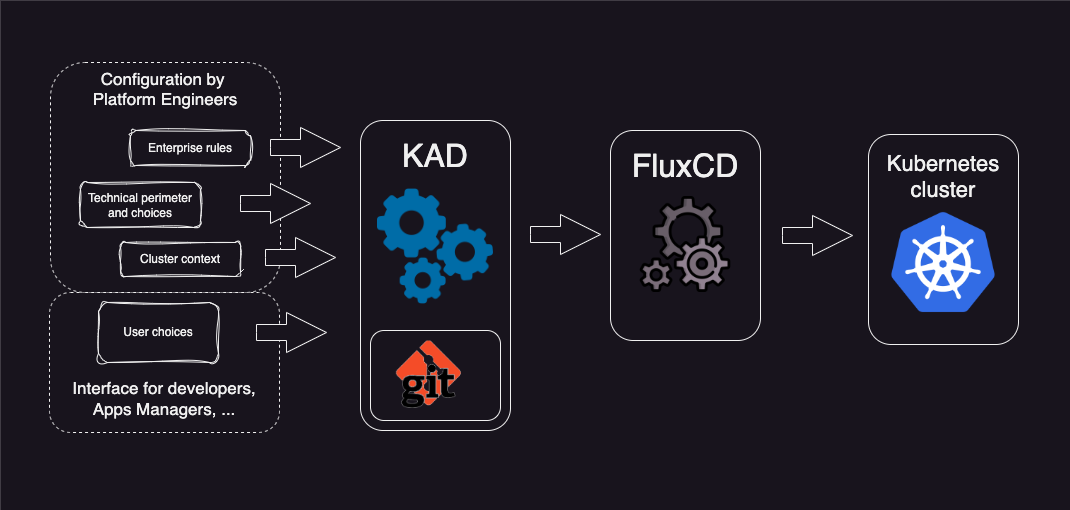 Configuration by
Platform Engineers
Enterprise rules
Technical perimeter
and choices
Cluster context
User choices
Interface for developers,
Apps Managers, ...
KAD
git
FluxCD
Kubernetes
cluster